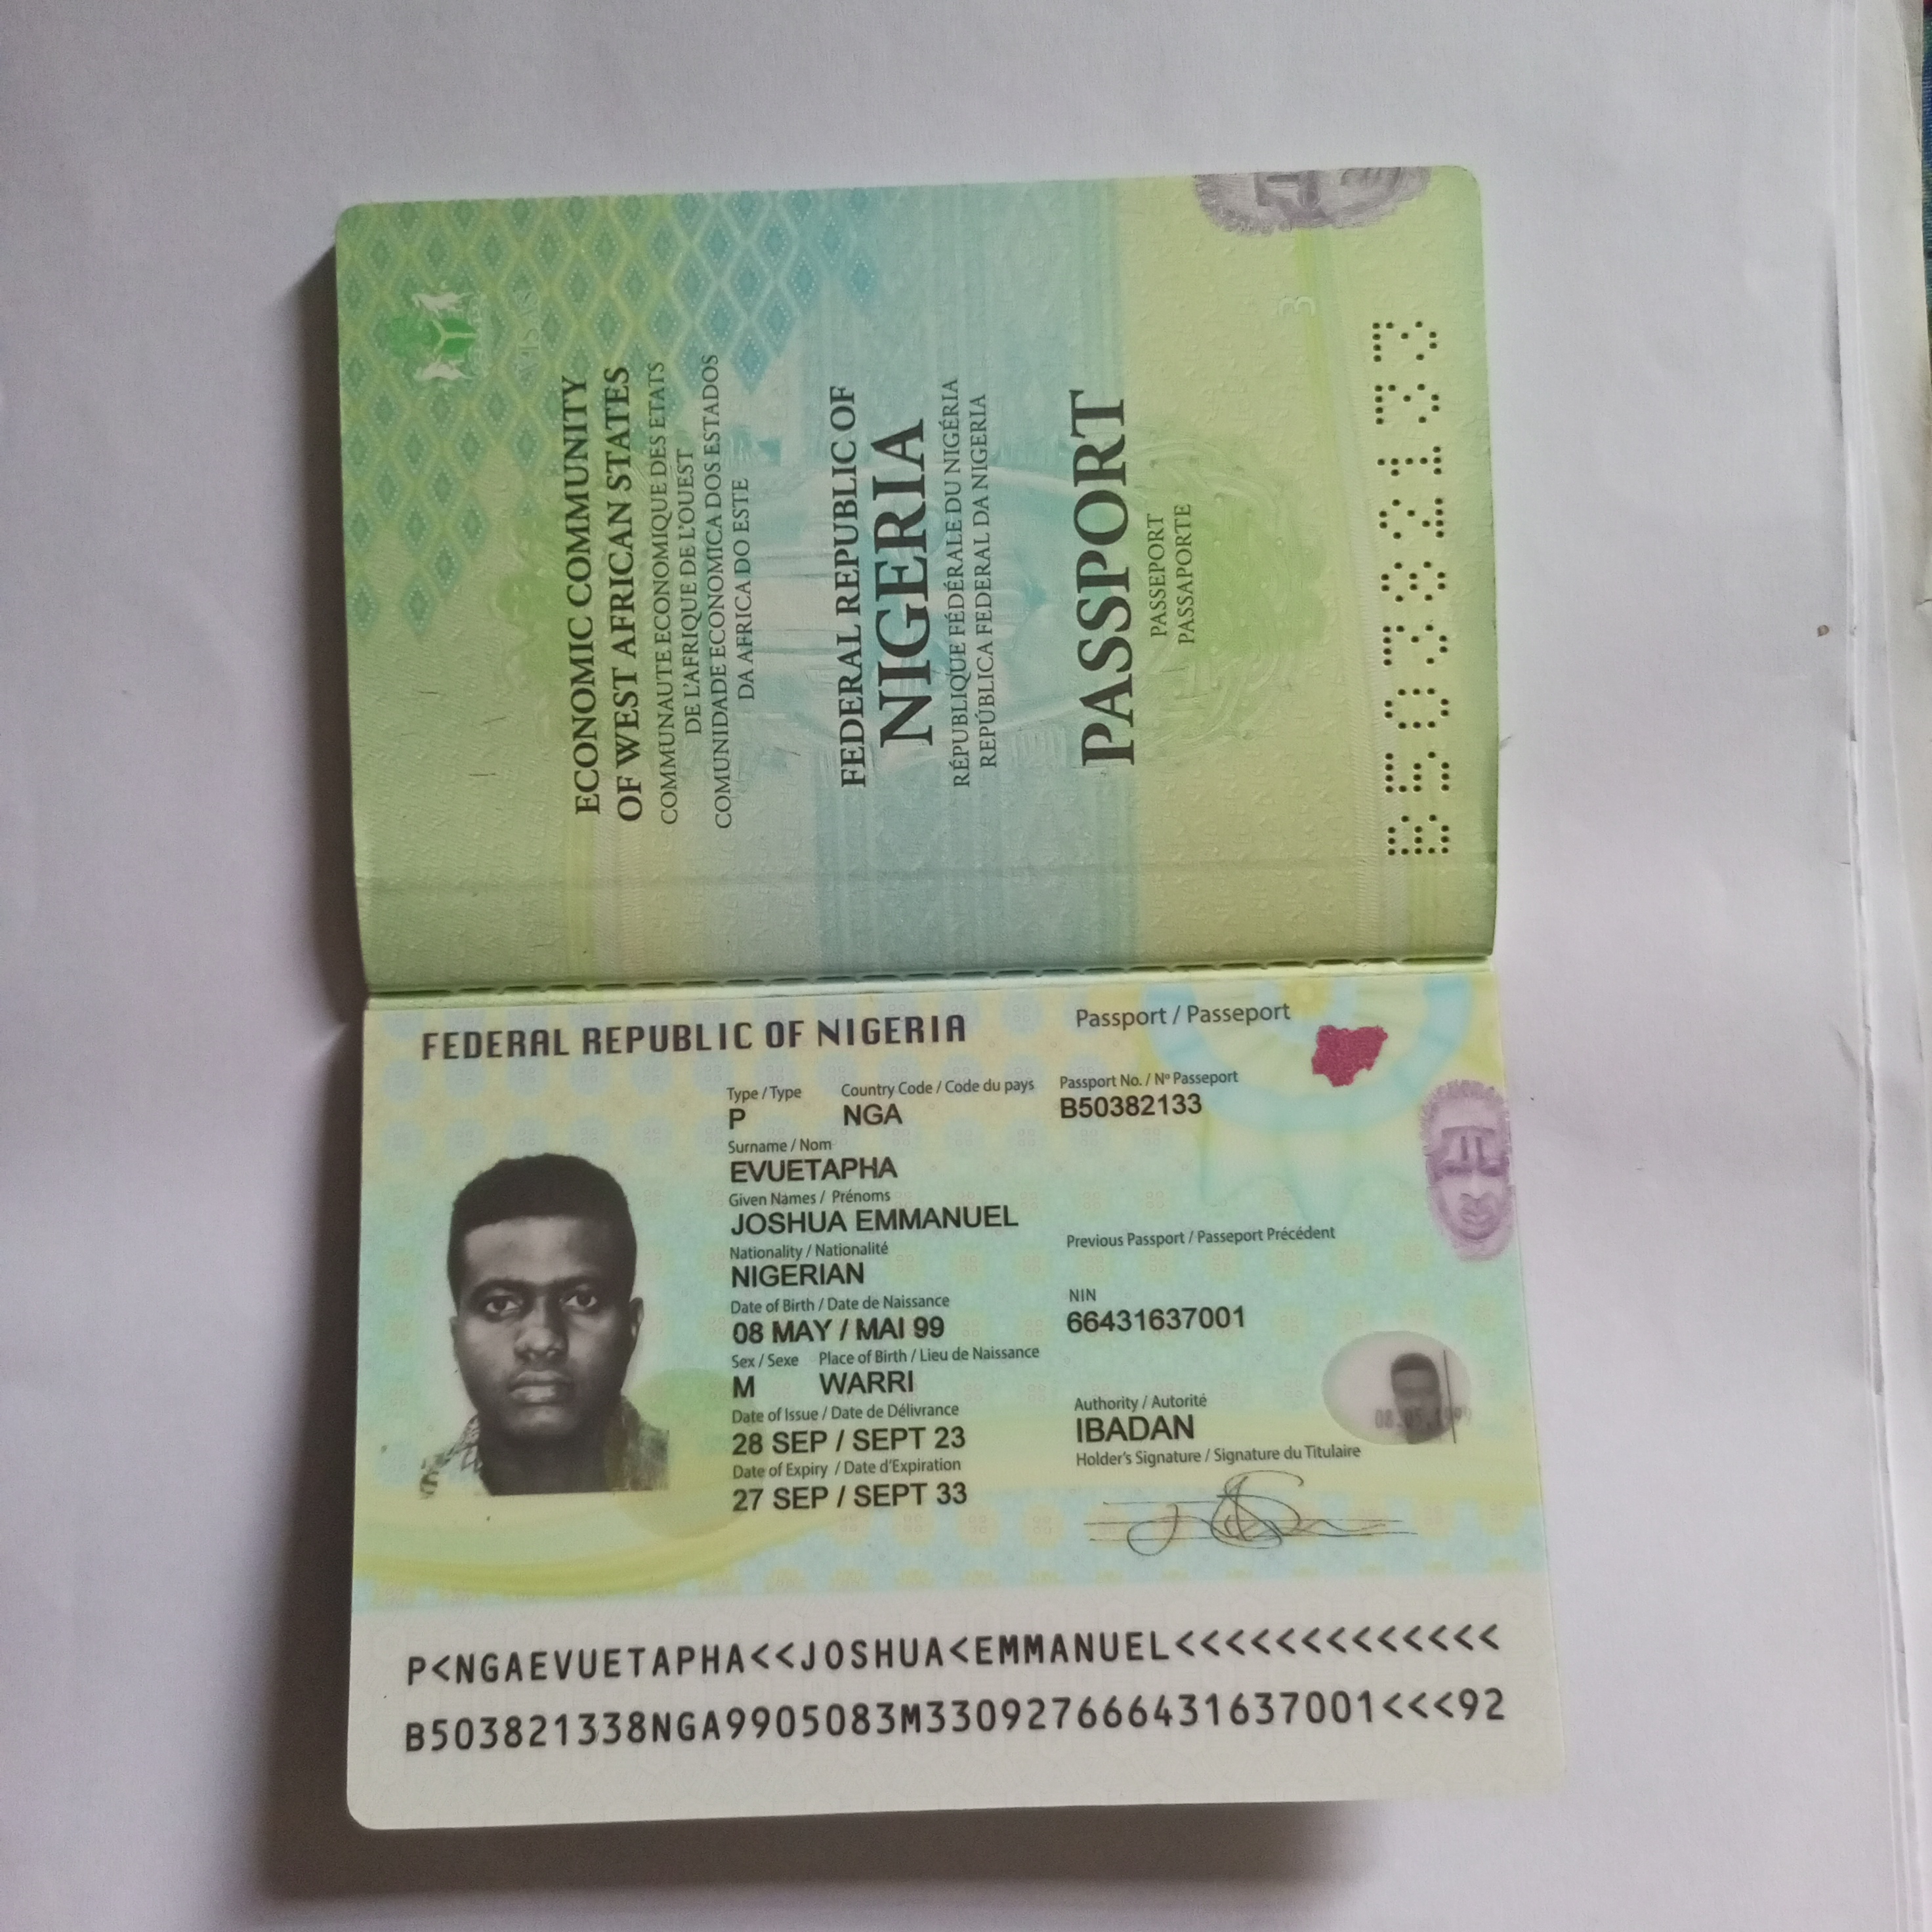 ECONOMIC COMMUNITY
OF WEST AFRICAN STATES
COMMUNAUTE ECONOMIQUE DES ETATS
DE L'AFRIQUE DE L'OUEST
COMUNIDADE ECONOMICA DOS ESTADOS
DA AFRICA DO ESTE
FEDERAL REPUBLIC OF
NIGERIA
RÉPUBLIQUE FÉDÉRALE DU NIGÉRIA
REPÚBLICA FEDERAL DA NIGERIA
PASSPORT
PASSEPORT
PASSAPORTE
3
B50382133
FEDERAL REPUBLIC OF NIGERIA
Passport / Passeport
Type / Type Country Code / Code du pays Passport No. / Nº Passeport
P NGA B50382133
Surname / Nom
EVUETAPHA
Given Names / Prénoms
JOSHUA EMMANUEL
Nationality / Nationalité Previous Passport / Passeport Précédent
NIGERIAN
Date of Birth / Date de Naissance NIN
08 MAY / MAI 99 66431637001
Sex / Sexe Place of Birth / Lieu de Naissance
M WARRI
Date of Issue / Date de Délivrance Authority / Autorité
28 SEP / SEPT 23 IBADAN
Date of Expiry / Date d'Expiration Holder's Signature / Signature du Titulaire
27 SEP / SEPT 33
P<NGAEVUETAPHA<<JOSHUA<EMMANUEL<<<<<<<<<<<<<
B503821338NGA9905083M330927666431637001<<<92